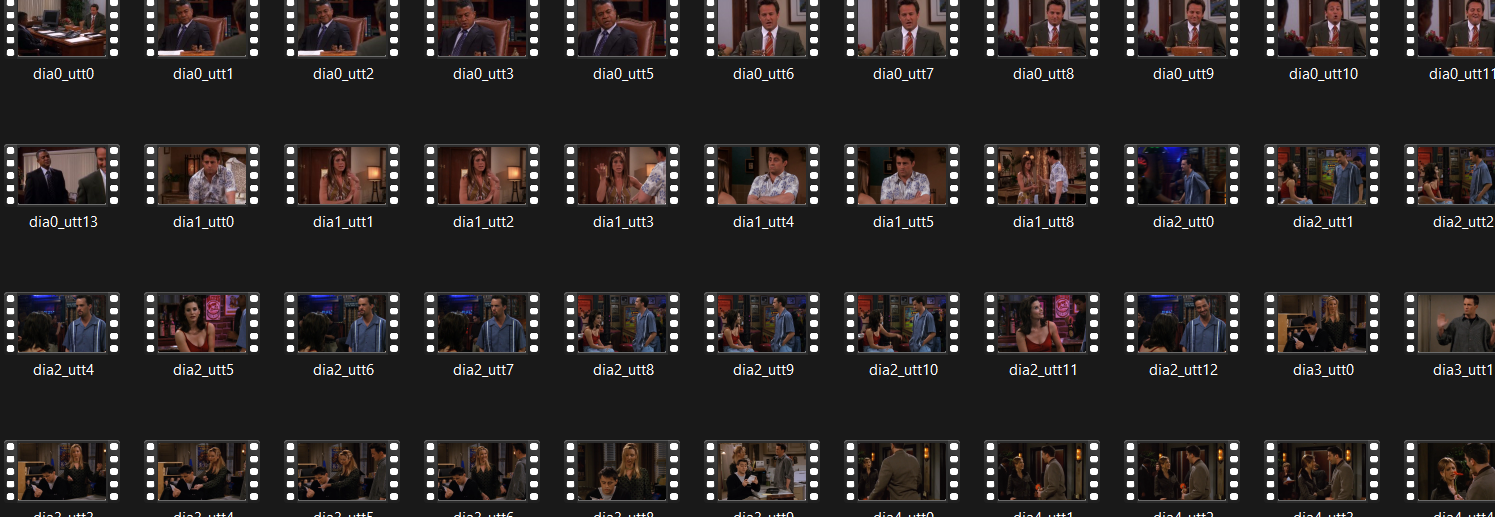 dia0_utt0 dia0_utt1 dia0_utt2 dia0_utt3 dia0_utt5 dia0_utt6 dia0_utt7 dia0_utt8 dia0_utt9 dia0_utt10 dia0_utt11
dia0_utt13 dia1_utt0 dia1_utt1 dia1_utt2 dia1_utt3 dia1_utt4 dia1_utt5 dia1_utt8 dia2_utt0 dia2_utt1 dia2_utt2
dia2_utt4 dia2_utt5 dia2_utt6 dia2_utt7 dia2_utt8 dia2_utt9 dia2_utt10 dia2_utt11 dia2_utt12 dia3_utt0 dia3_utt1